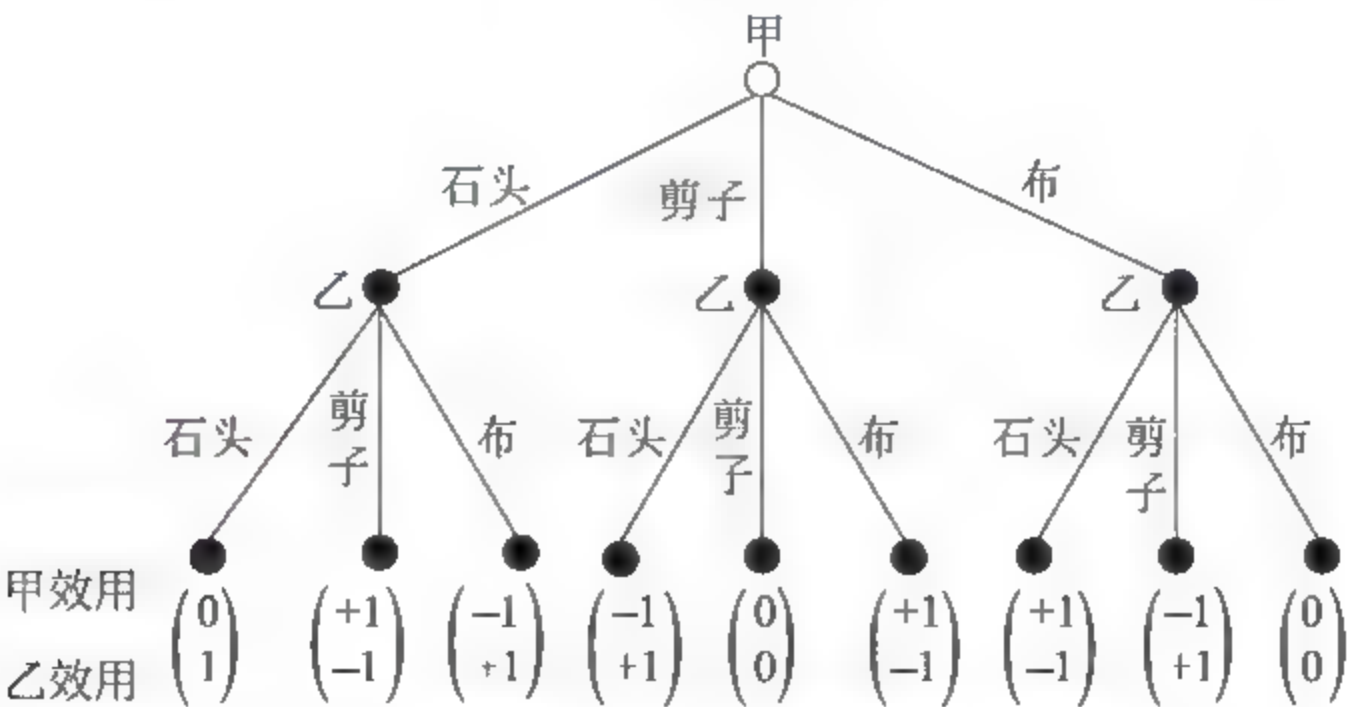 甲
石头 剪子 布
乙 乙 乙
石头 剪子 布 石头 剪子 布 石头 剪子 布
甲效用 0 +1 -1 -1 0 +1 +1 -1 0
乙效用 1 -1 +1 +1 0 -1 -1 +1 0